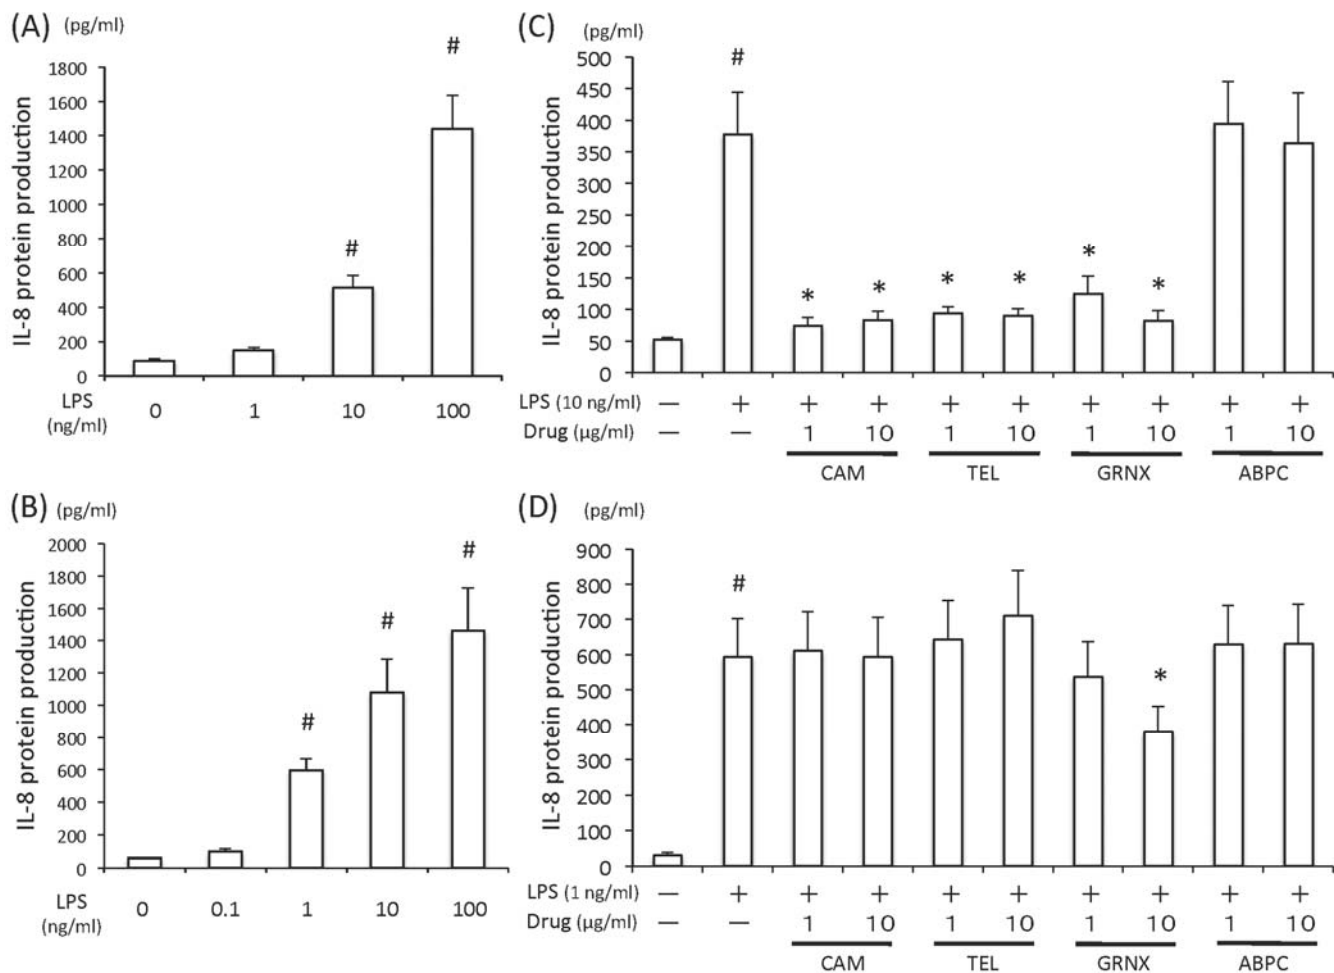 (A) (pg/ml)
#
1800
1600
1400
1200
1000
800
600
400
200
0
IL-8 protein production
#
LPS
(ng/ml)
0 1 10 100
(B) (pg/ml)
2000
1800
1600
1400
1200
1000
800
600
400
200
0
IL-8 protein production
# # #
LPS
(ng/ml)
0 0.1 1 10 100
(C) (pg/ml)
500
450
400
350
300
250
200
150
100
50
0
IL-8 protein production
# * * * * * *
LPS (10 ng/ml) — + + + + + + + + +
Drug (μg/ml) — — 1 10 1 10 1 10 1 10
CAM TEL GRNX ABPC
(D) (pg/ml)
900
800
700
600
500
400
300
200
100
0
IL-8 protein production
# *
LPS (1 ng/ml) — + + + + + + + + +
Drug (μg/ml) — — 1 10 1 10 1 10 1 10
CAM TEL GRNX ABPC